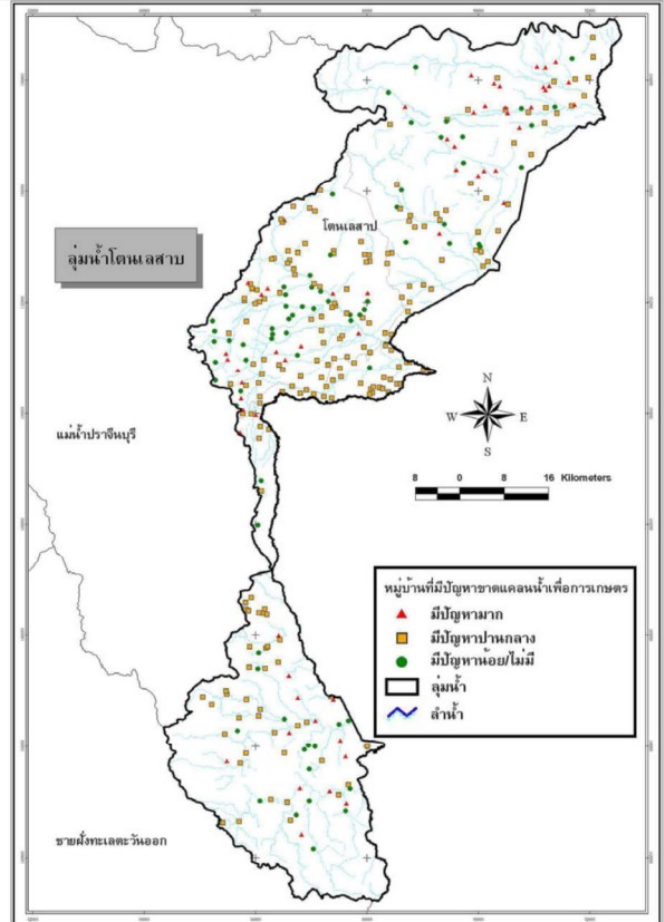 โตนเลสาป
ลุ่มน้ำโตนเลสาบ
N
W E
S
แม่น้ำปราจีนบุรี
8 0 8 16 Kilometers
หมู่บ้านที่มีปัญหาขาดแคลนน้ำเพื่อการเกษตร
มีปัญหามาก
มีปัญหาปานกลาง
มีปัญหาน้อย/ไม่มี
ลุ่มน้ำ
ลำน้ำ
ชายฝั่งทะเลตะวันออก